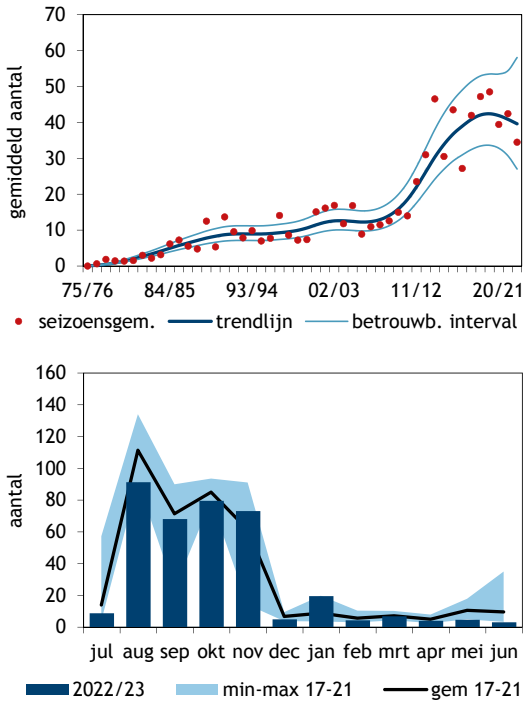 70
60
50
40
30
20
10
0
gemiddeld aantal
75/76 84/85 93/94 02/03 11/12 20/21
seizoensgem. trendlijn betrouwb. interval
160
140
120
100
80
60
40
20
0
aantal
jul aug sep okt nov dec jan feb mrt apr mei jun
2022/23 min-max 17-21 gem 17-21